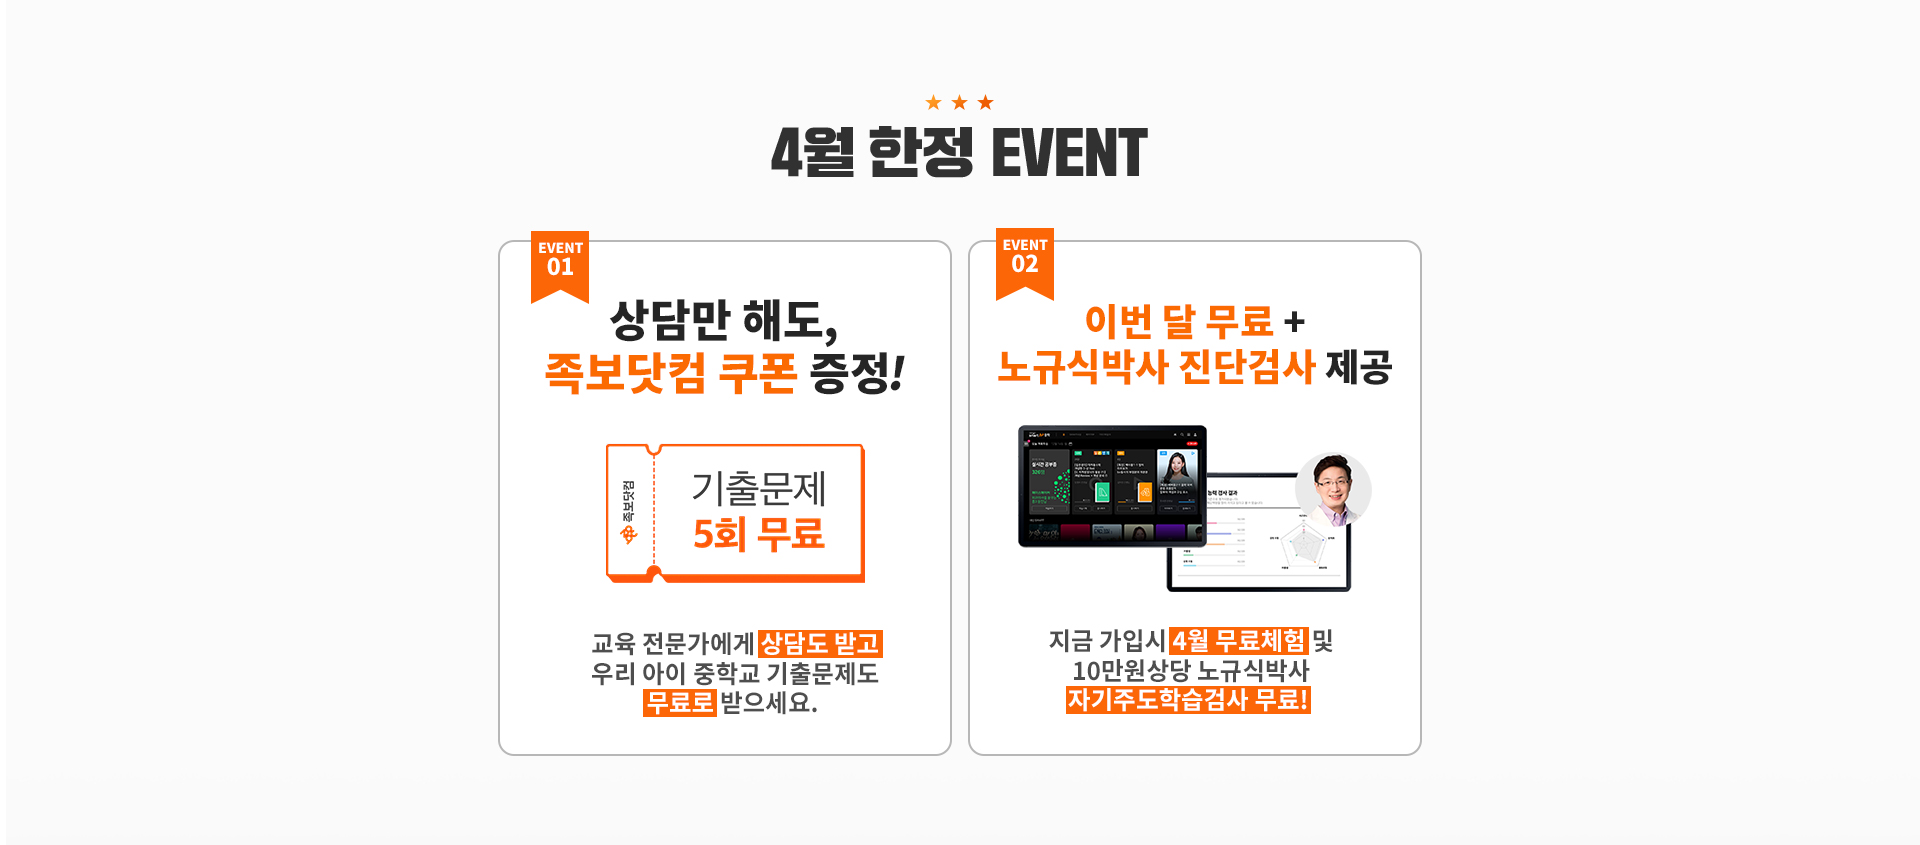 4월 한정 EVENT
EVENT
01
상담만 해도,
족보닷컴 쿠폰 증정!
족보닷컴
기출문제
5회 무료
교육 전문가에게 상담도 받고
우리 아이 중학교 기출문제도
무료로 받으세요.
EVENT
02
이번 달 무료 +
노규식박사 진단검사 제공
능력 검사 결과
지금 가입시 4월 무료체험 및
10만원상당 노규식박사
자기주도학습검사 무료!